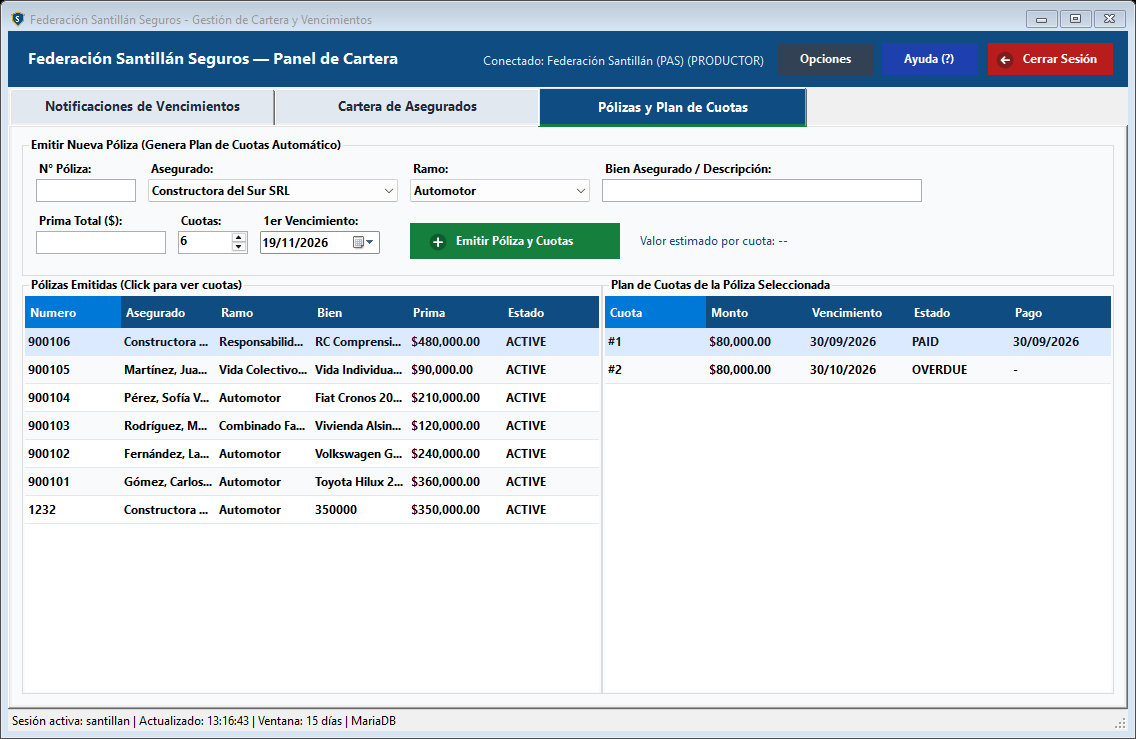 Federación Santillán Seguros - Gestión de Cartera y Vencimientos
Federación Santillán Seguros — Panel de Cartera
Conectado: Federación Santillán (PAS) (PRODUCTOR)
Opciones
Ayuda (?)
Cerrar Sesión
Notificaciones de Vencimientos
Cartera de Asegurados
Pólizas y Plan de Cuotas
Emitir Nueva Póliza (Genera Plan de Cuotas Automático)
N° Póliza: Asegurado: Ramo: Bien Asegurado / Descripción:
Constructora del Sur SRL Automotor
Prima Total ($): Cuotas: 1er Vencimiento:
6 19/11/2026 Emitir Póliza y Cuotas Valor estimado por cuota: --
Pólizas Emitidas (Click para ver cuotas)
Numero Asegurado Ramo Bien Prima Estado
900106 Constructora ... Responsabilid... RC Comprensi... $480,000.00 ACTIVE
900105 Martínez, Jua... Vida Colectivo... Vida Individua... $90,000.00 ACTIVE
900104 Pérez, Sofía V... Automotor Fiat Cronos 20... $210,000.00 ACTIVE
900103 Rodríguez, M... Combinado Fa... Vivienda Alsin... $120,000.00 ACTIVE
900102 Fernández, La... Automotor Volkswagen G... $240,000.00 ACTIVE
900101 Gómez, Carlos... Automotor Toyota Hilux 2... $360,000.00 ACTIVE
1232 Constructora ... Automotor 350000 $350,000.00 ACTIVE
Plan de Cuotas de la Póliza Seleccionada
Cuota Monto Vencimiento Estado Pago
#1 $80,000.00 30/09/2026 PAID 30/09/2026
#2 $80,000.00 30/10/2026 OVERDUE -
Sesión activa: santillan | Actualizado: 13:16:43 | Ventana: 15 días | MariaDB